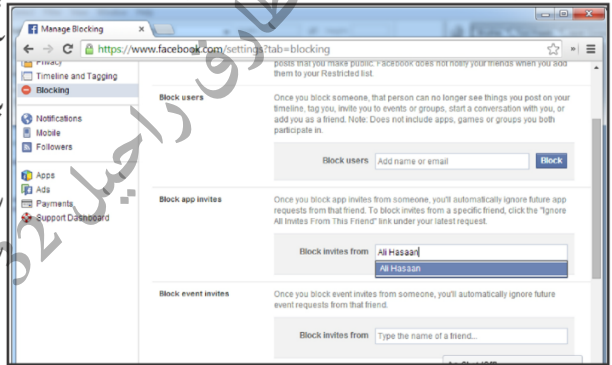 Manage Blocking
https://www.facebook.com/settings?tab=blocking
Privacy
Timeline and Tagging
Blocking
Notifications
Mobile
Followers
Apps
Ads
Payments
Support Dashboard
posts that you make public. Facebook does not notify your friends when you add
them to your Restricted list.
Block users
Once you block someone, that person can no longer see things you post on your
timeline, tag you, invite you to events or groups, start a conversation with you, or
add you as a friend. Note: Does not include apps, games or groups you both
participate in.
Block users Add name or email Block
Block app invites
Once you block app invites from someone, you'll automatically ignore future app
requests from that friend. To block invites from a specific friend, click the "Ignore
All Invites From This Friend" link under your latest request.
Block invites from Ali Hasaan
Ali Hasaan
Block event invites
Once you block event invites from someone, you'll automatically ignore future
event requests from that friend.
Block invites from Type the name of a friend...
طارق راحيل